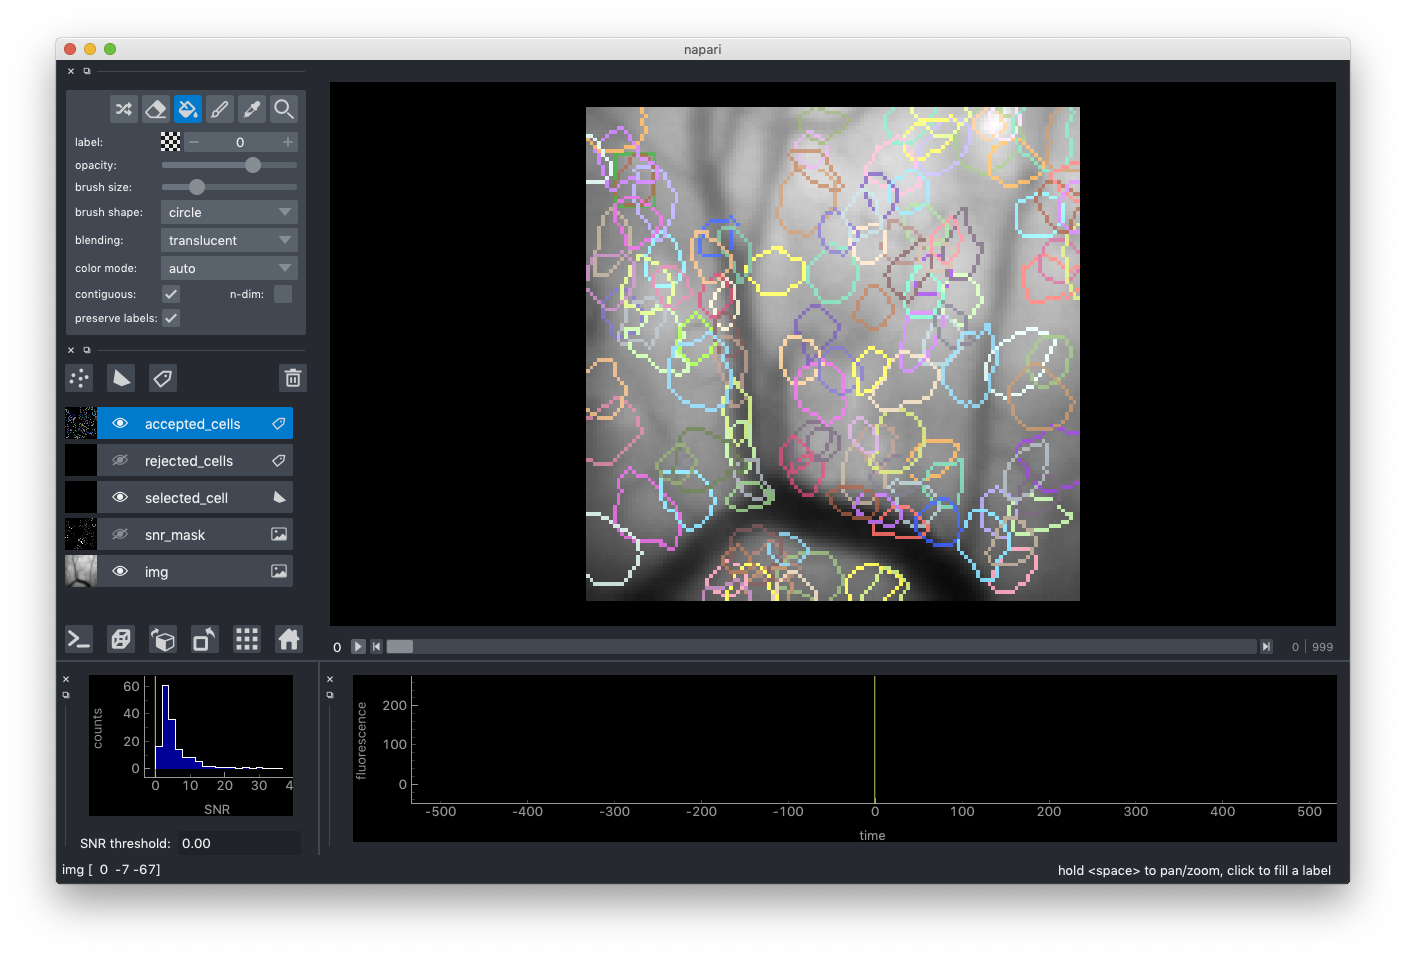 napari
label:
0
opacity:
brush size:
brush shape: circle
blending: translucent
color mode: auto
contiguous: n-dim:
preserve labels:
accepted_cells
rejected_cells
selected_cell
snr_mask
img
0
0 999
60
40
20
0
counts
0 10 20 30 4
SNR
SNR threshold: 0.00
200
100
0
fluorescence
-500 -400 -300 -200 -100 0 100 200 300 400 500
time
img [ 0 -7 -67]
hold <space> to pan/zoom, click to fill a label